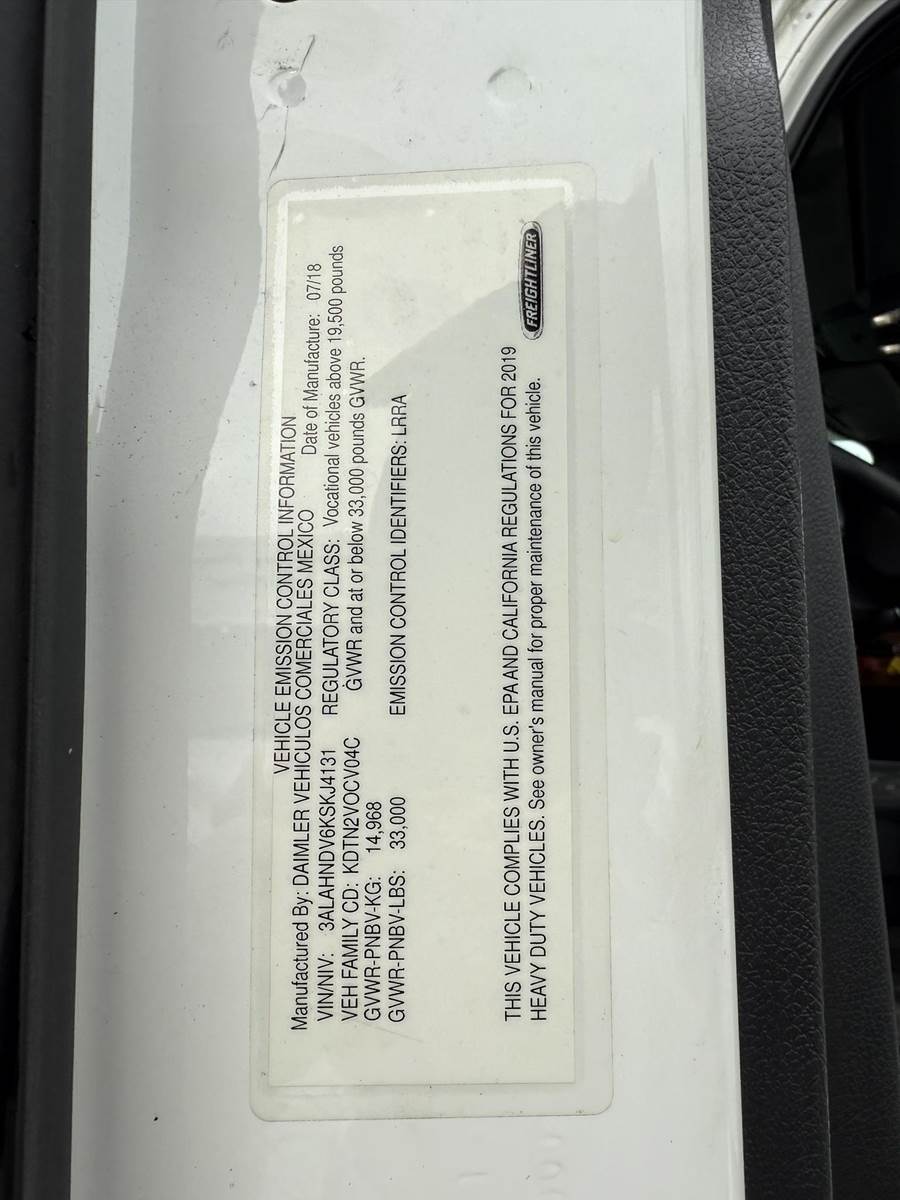 VEHICLE EMISSION CONTROL INFORMATION
Manufactured By: DAIMLER VEHICULOS COMERCIALES MEXICO Date of Manufacture: 07/18
VIN/NIV: 3ALAHNDV6KSKJ4131 REGULATORY CLASS: Vocational vehicles above 19,500 pounds
VEH FAMILY CD: KDTN2VOCV04C GVWR and at or below 33,000 pounds GVWR.
GVWR-PNBV-KG: 14,968
GVWR-PNBV-LBS: 33,000 EMISSION CONTROL IDENTIFIERS: LRRA
THIS VEHICLE COMPLIES WITH U.S. EPA AND CALIFORNIA REGULATIONS FOR 2019
HEAVY DUTY VEHICLES. See owner's manual for proper maintenance of this vehicle.
FREIGHTLINER